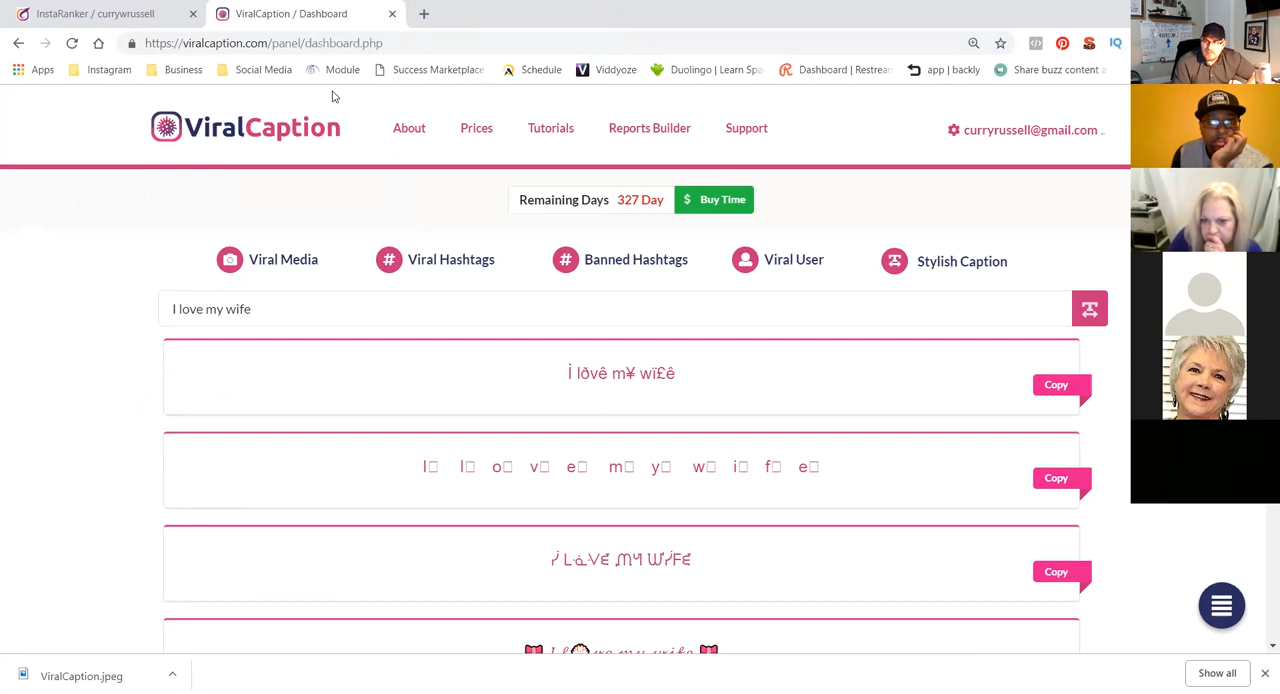 InstaRanker / currywrussell
ViralCaption / Dashboard
https://viralcaption.com/panel/dashboard.php
Apps Instagram Business Social Media Module Success Marketplace Schedule Viddyoze Duolingo | Learn Spa Dashboard | Restrea app | backly Share buzz content a
IQ
ViralCaption About Prices Tutorials Reports Builder Support curryrussell@gmail.com ..
Remaining Days 327 Day $ Buy Time
Viral Media Viral Hashtags Banned Hashtags Viral User Stylish Caption
I love my wife
Ì lðvê m¥ wï£ê
Copy
I l o v e m y w i f e
Copy
Copy
ViralCaption.jpeg
Show all